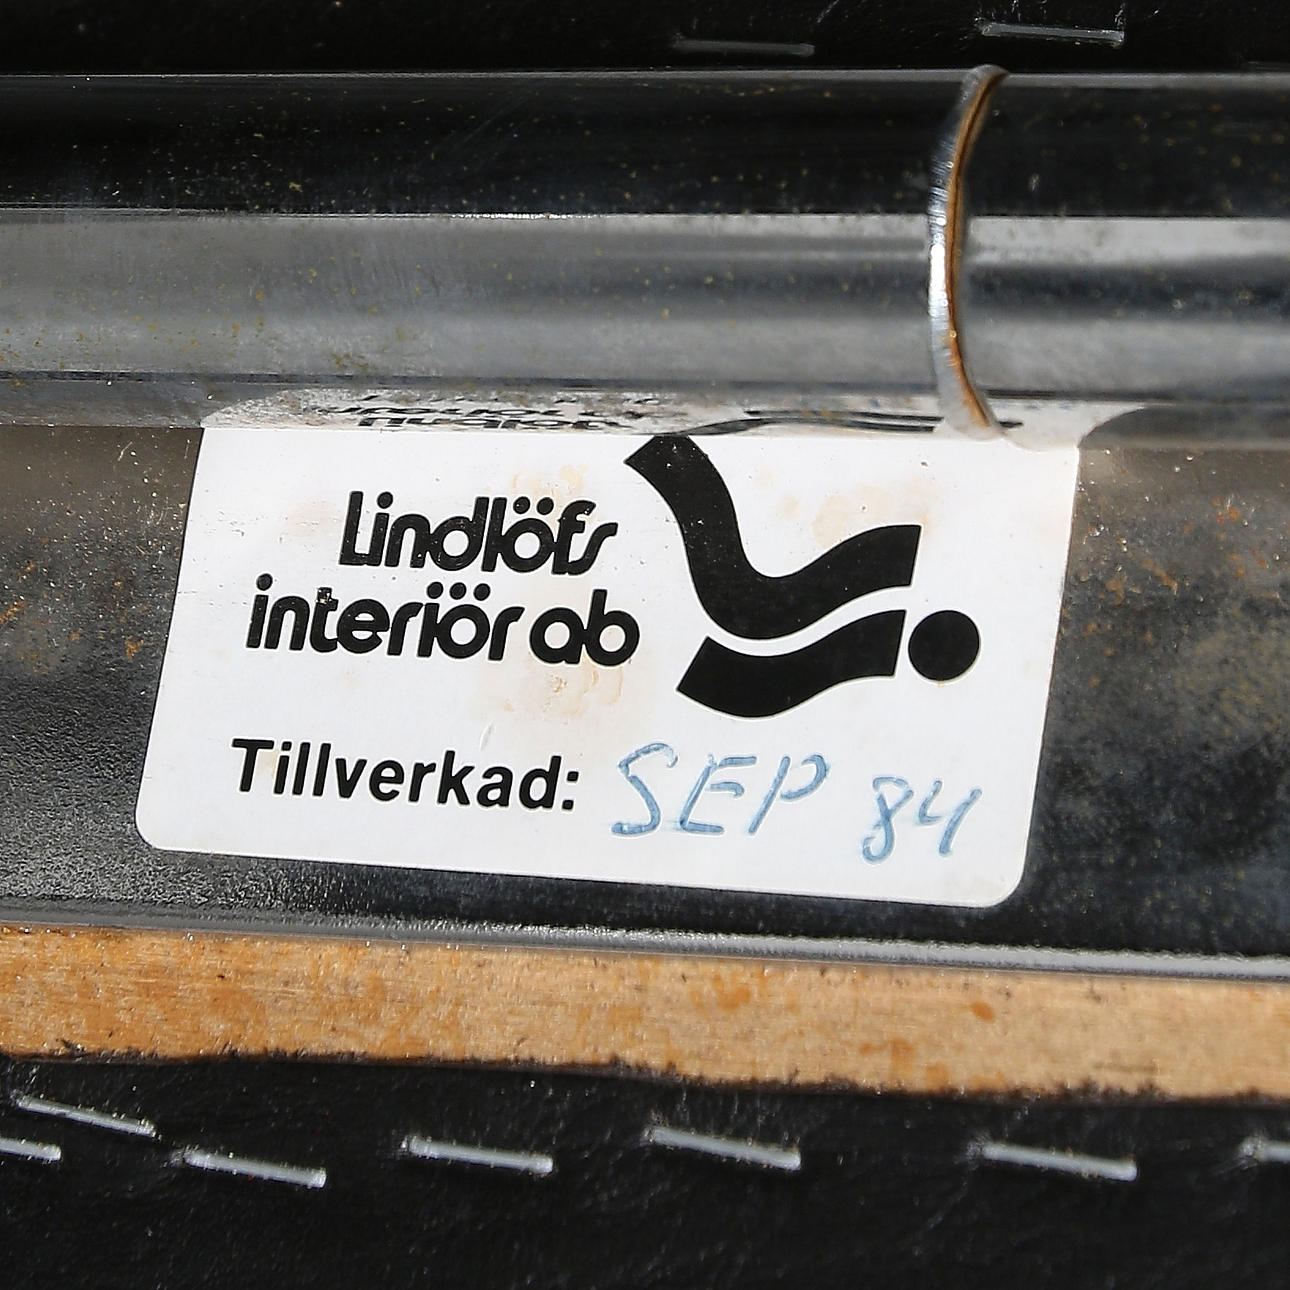 Lindlöfs
interiör ab
Tillverkad: SEP 84